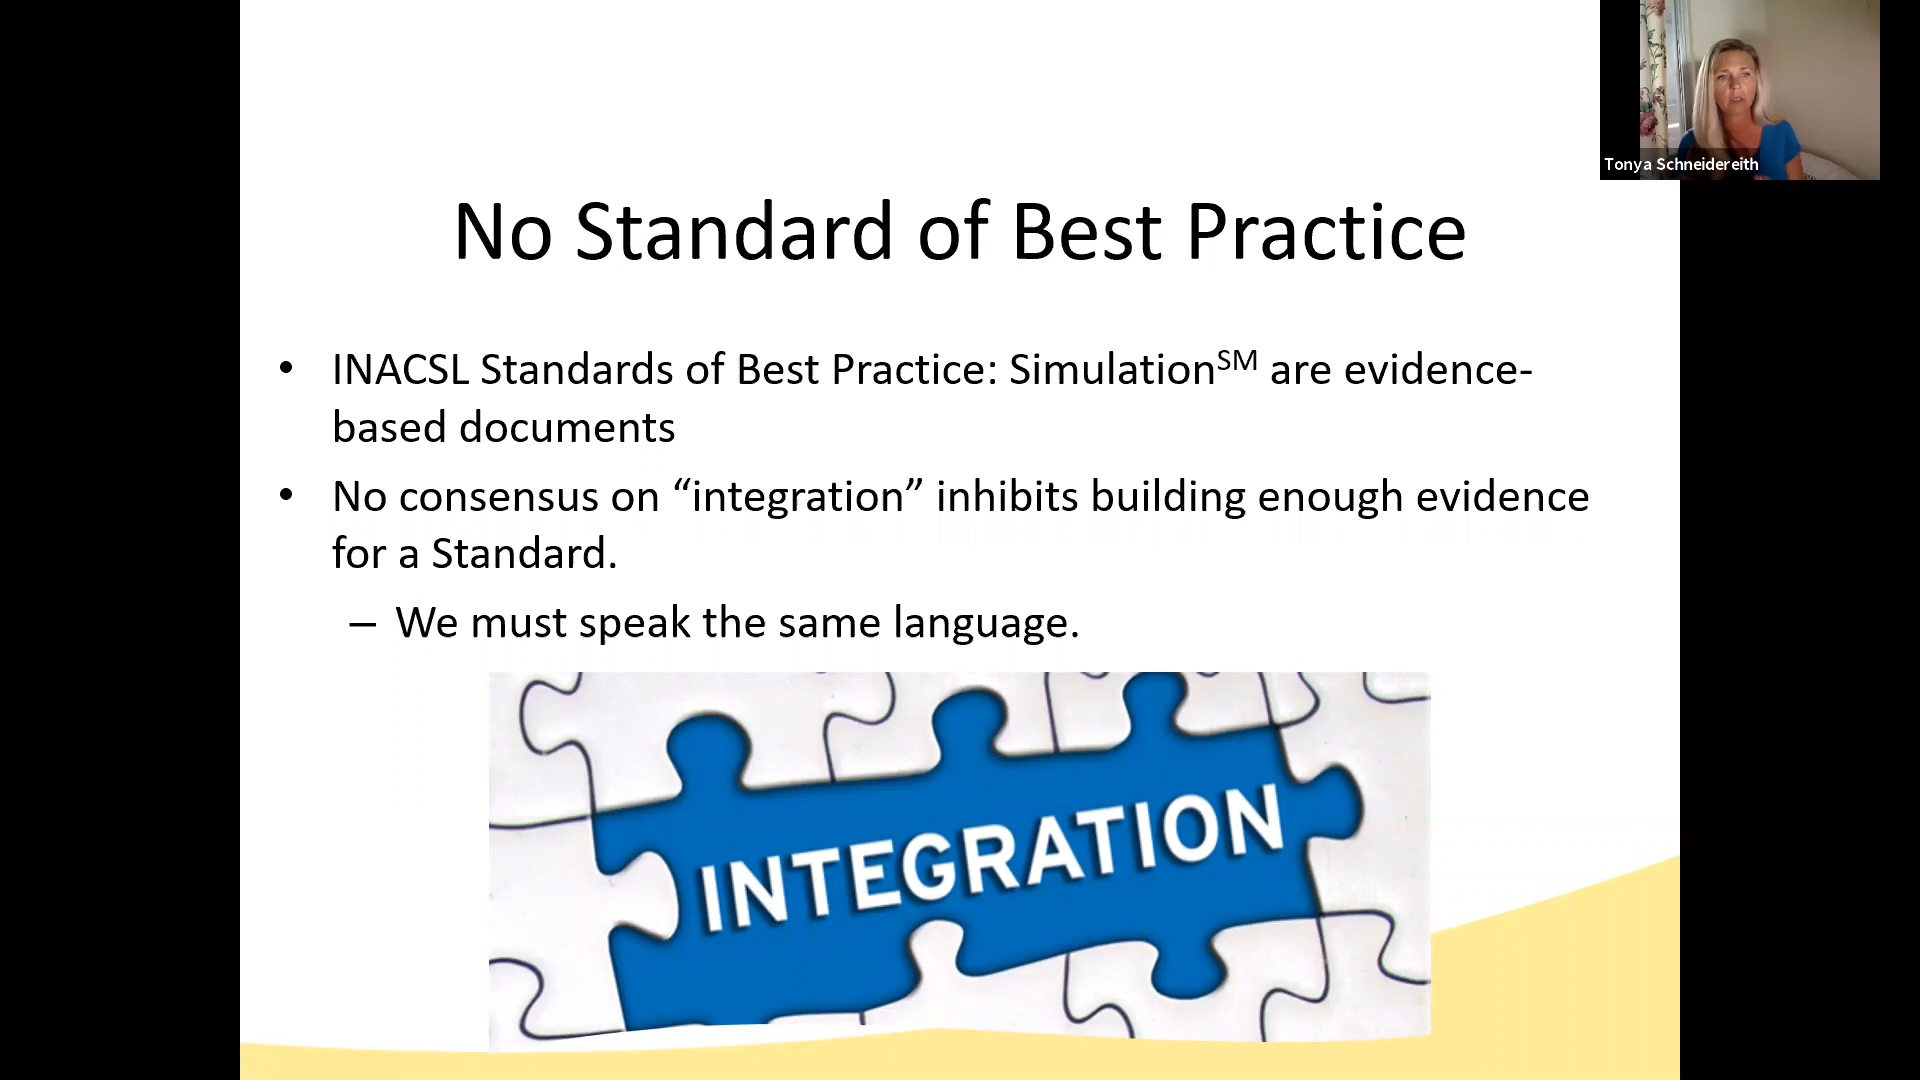 Tonya Schneidereith
No Standard of Best Practice
• INACSL Standards of Best Practice: Simulation℠ are evidence-
based documents
• No consensus on “integration” inhibits building enough evidence
for a Standard.
– We must speak the same language.
INTEGRATION